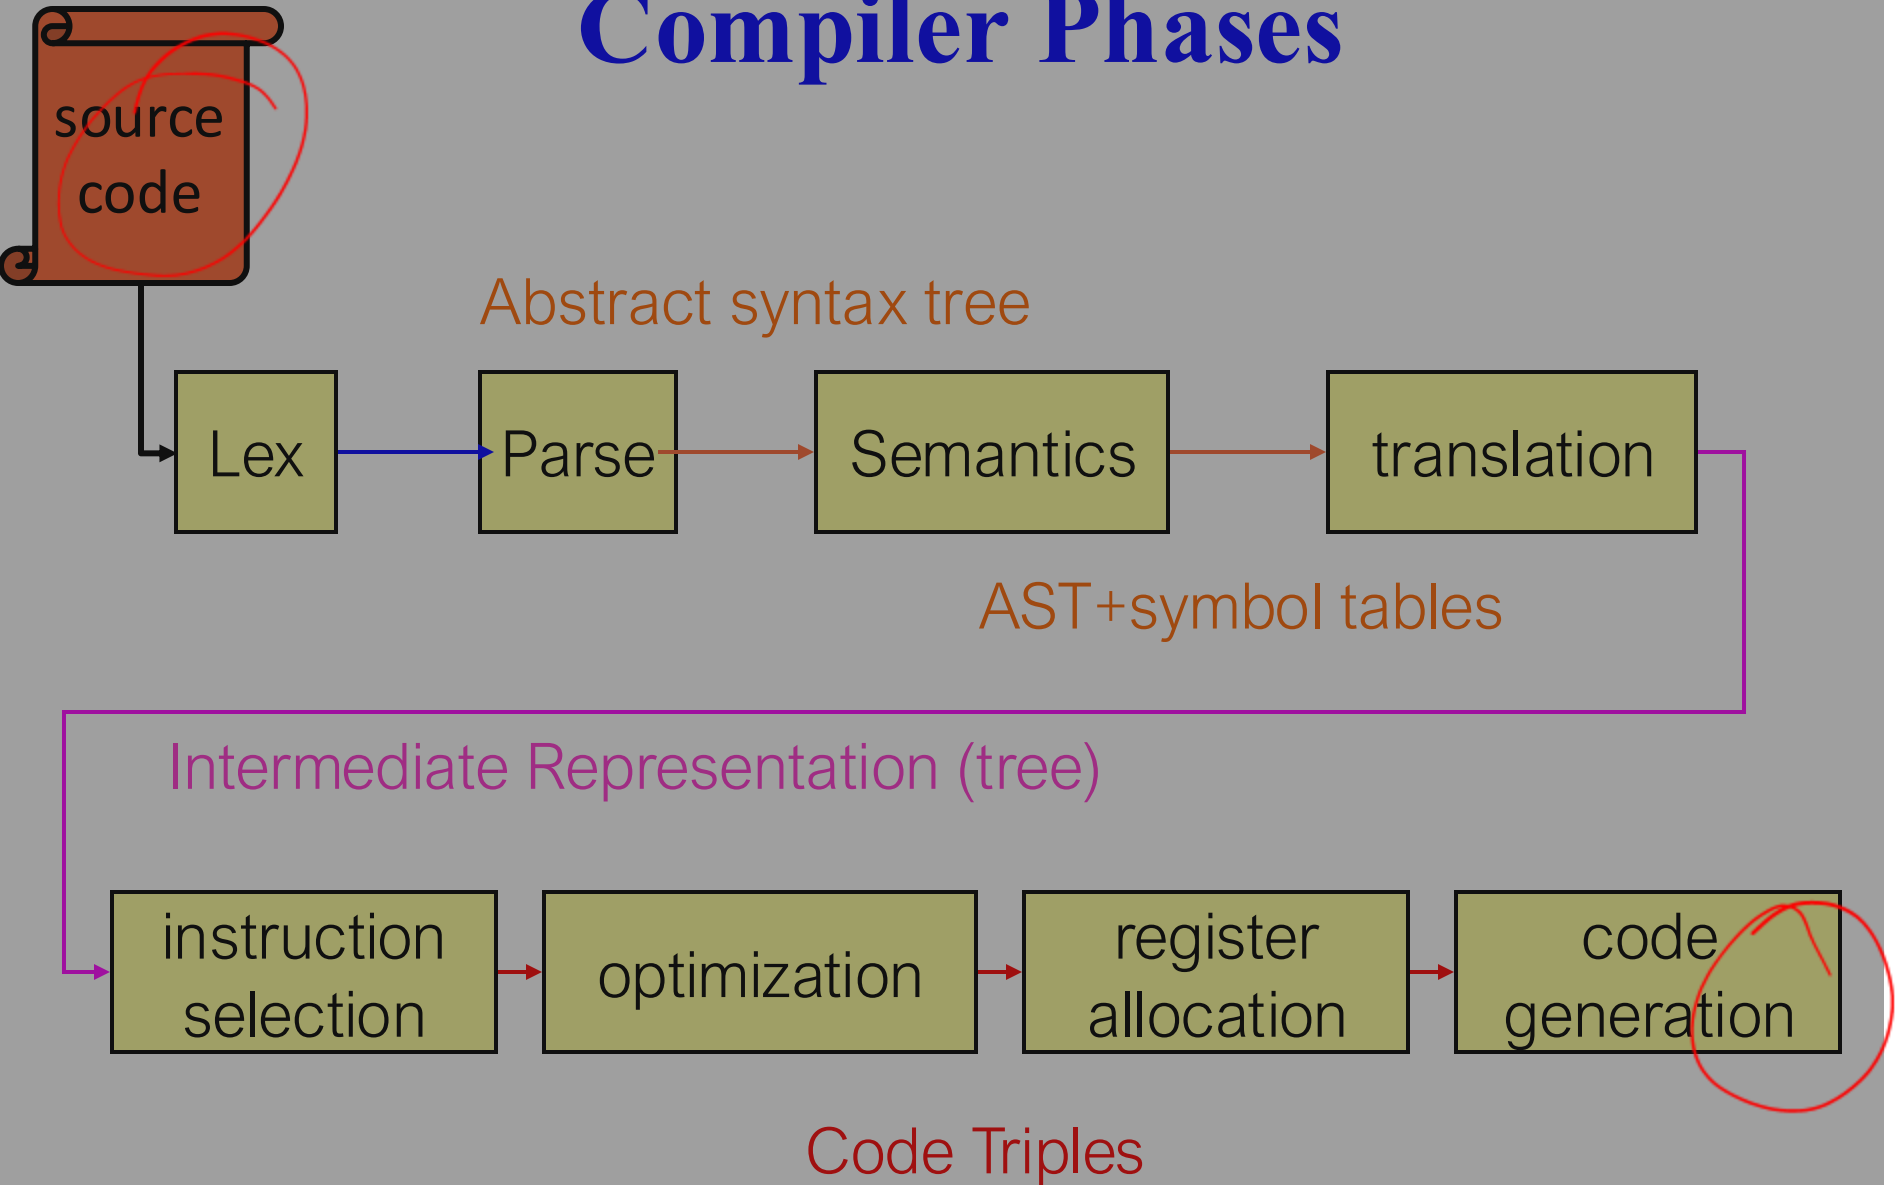 Compiler Phases
source
code
Abstract syntax tree
Lex
Parse
Semantics
translation
AST+symbol tables
Intermediate Representation (tree)
instruction
selection
optimization
register
allocation
code
generation
Code Triples